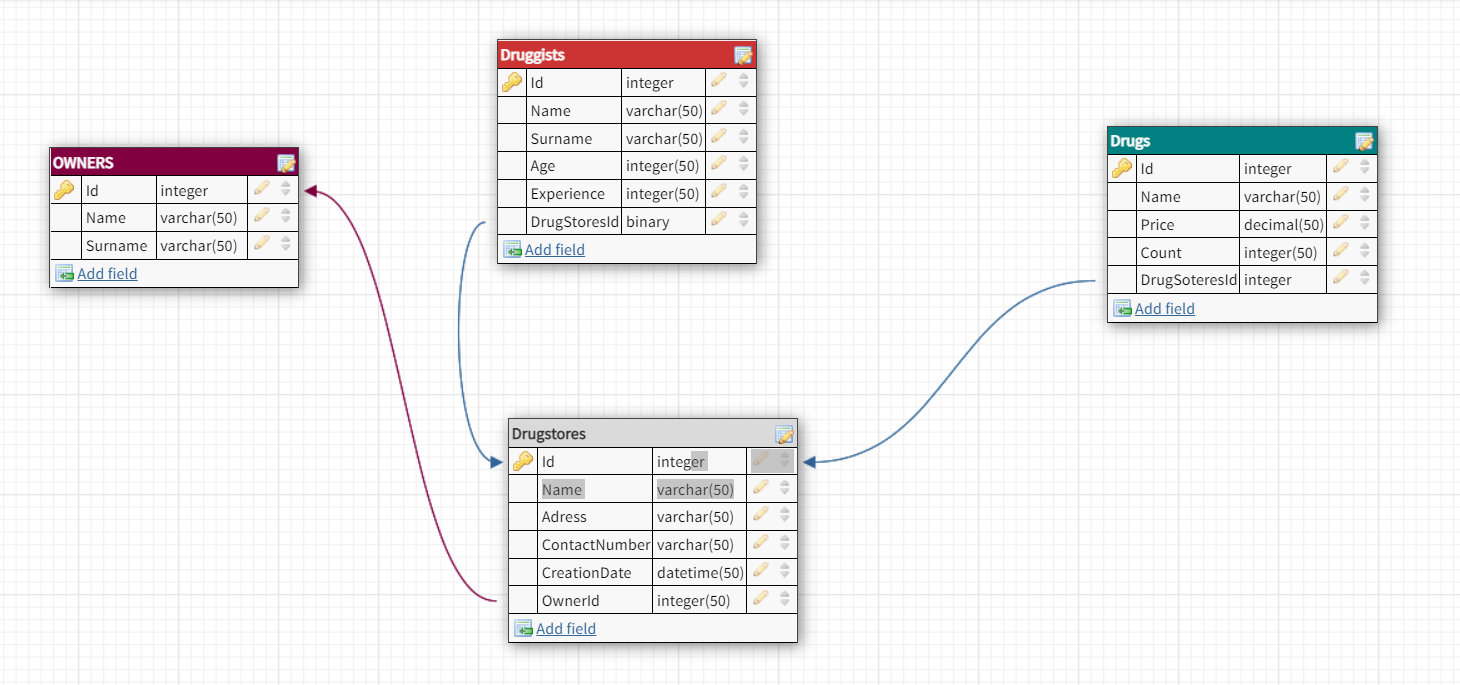 Druggists
Id integer
Name varchar(50)
Surname varchar(50)
Age integer(50)
Experience integer(50)
DrugStoresId binary
Add field
OWNERS
Id integer
Name varchar(50)
Surname varchar(50)
Add field
Drugs
Id integer
Name varchar(50)
Price decimal(50)
Count integer(50)
DrugSoteresId integer
Add field
Drugstores
Id integer
Name varchar(50)
Adress varchar(50)
ContactNumber varchar(50)
CreationDate datetime(50)
OwnerId integer(50)
Add field